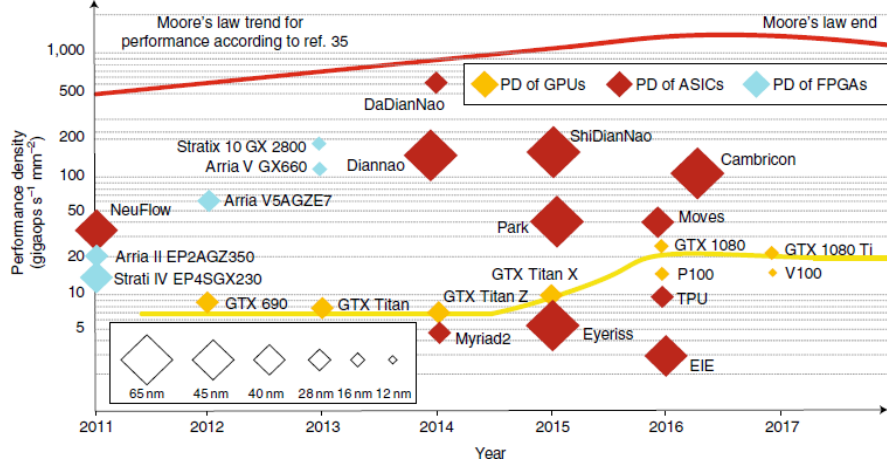 Moore's law trend for
performance according to ref. 35
Moore's law end
1,000
500
200
100
50
20
10
5
Performance density
(gigaops s⁻¹ mm⁻²)
PD of GPUs
PD of ASICs
PD of FPGAs
DaDianNao
Stratix 10 GX 2800
Arria V GX660
Diannao
ShiDianNao
Cambricon
NeuFlow
Arria V5AGZE7
Park
Moves
Arria II EP2AGZ350
Strati IV EP4SGX230
GTX 1080
GTX 1080 Ti
GTX Titan X
P100
V100
GTX 690
GTX Titan
GTX Titan Z
TPU
Myriad2
Eyeriss
EIE
65 nm
45 nm
40 nm
28 nm
16 nm
12 nm
2011
2012
2013
2014
2015
2016
2017
Year